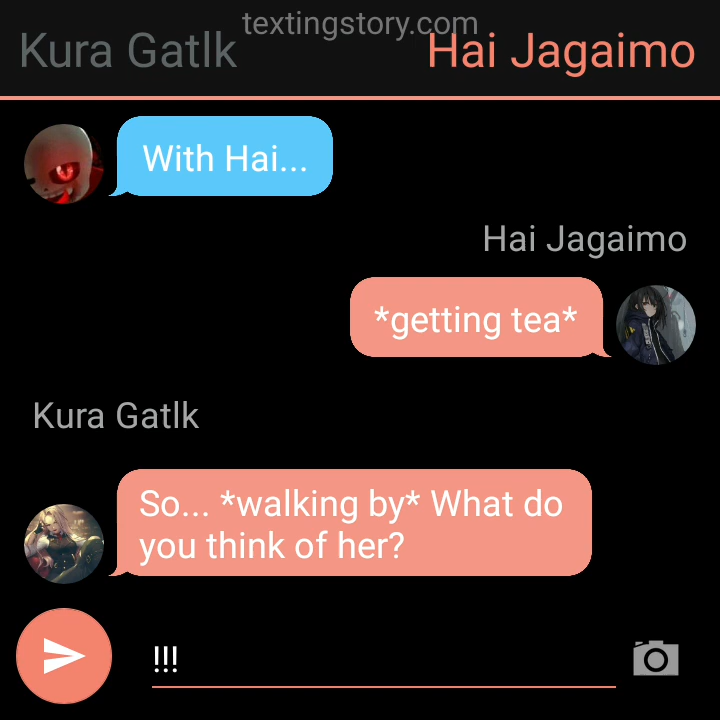 textingstory.com
Kura Gatlk
Hai Jagaimo
With Hai...
Hai Jagaimo
*getting tea*
Kura Gatlk
So... *walking by* What do
you think of her?
!!!